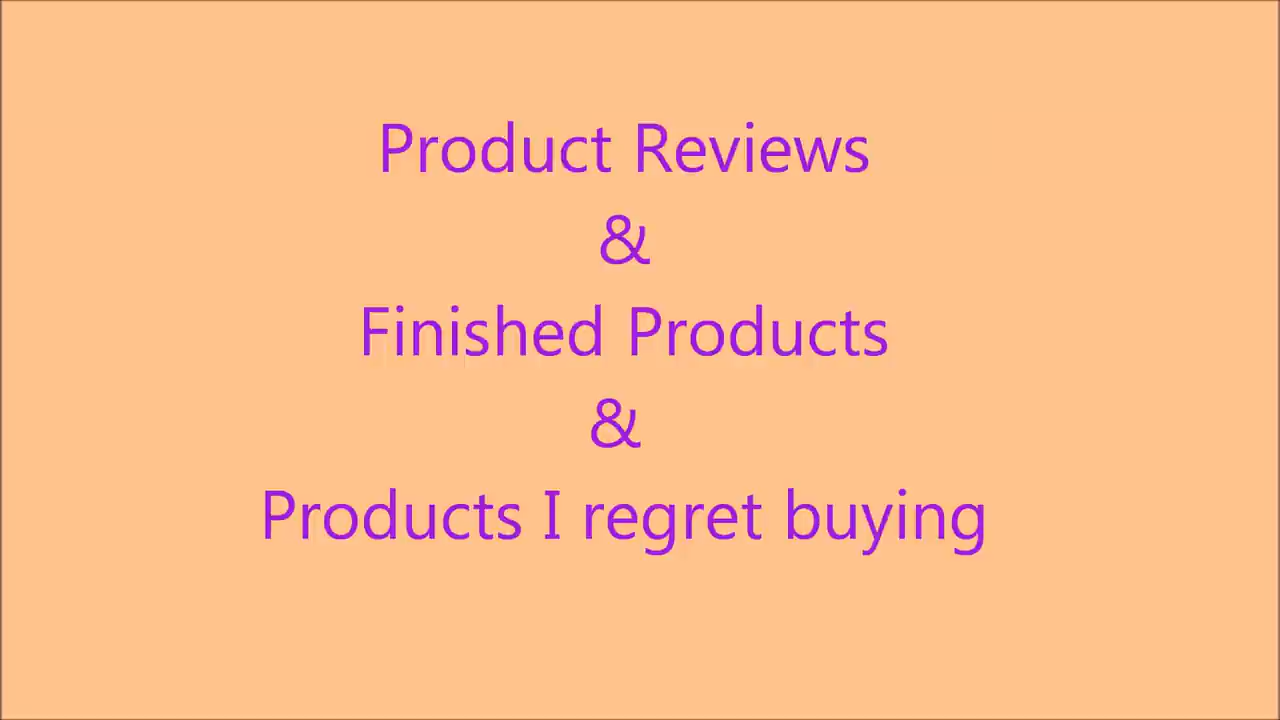 Product Reviews
&
Finished Products
&
Products I regret buying